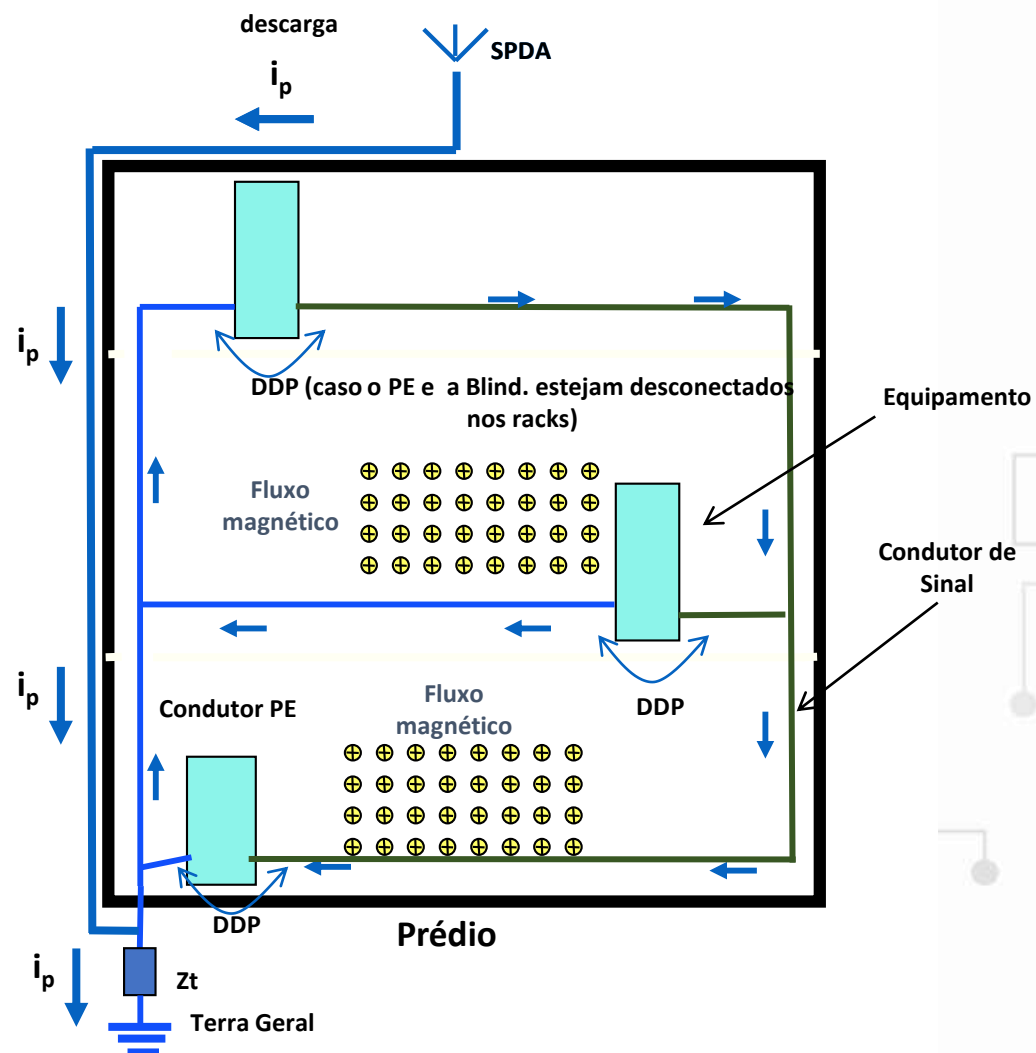 descarga
SPDA
ip
ip
DDP (caso o PE e a Blind. estejam desconectados
nos racks)
Equipamento
Fluxo
magnético
Condutor de
Sinal
ip
DDP
Fluxo
magnético
Condutor PE
DDP
Prédio
ip
Zt
Terra Geral